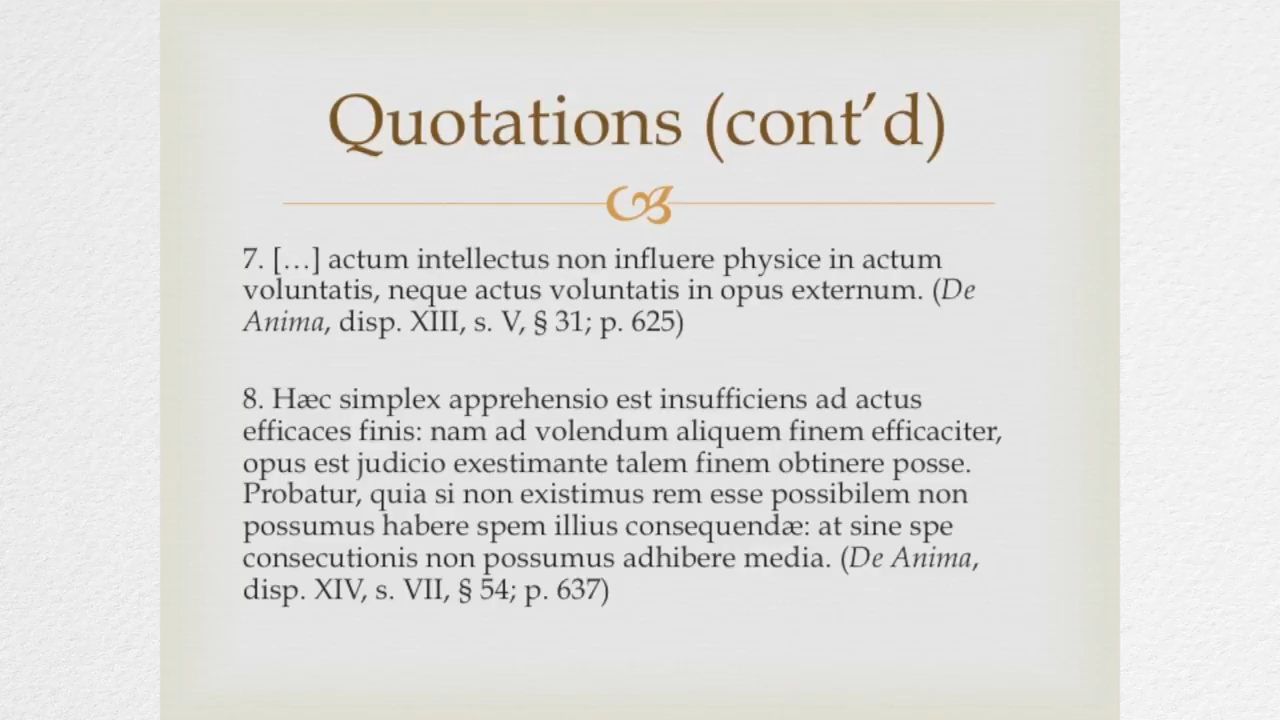 Quotations (cont’d)
7. […] actum intellectus non influere physice in actum
voluntatis, neque actus voluntatis in opus externum. (De
Anima, disp. XIII, s. V, § 31; p. 625)
8. Hæc simplex apprehensio est insufficiens ad actus
efficaces finis: nam ad volendum aliquem finem efficaciter,
opus est judicio exestimante talem finem obtinere posse.
Probatur, quia si non existimus rem esse possibilem non
possumus habere spem illius consequendæ: at sine spe
consecutionis non possumus adhibere media. (De Anima,
disp. XIV, s. VII, § 54; p. 637)